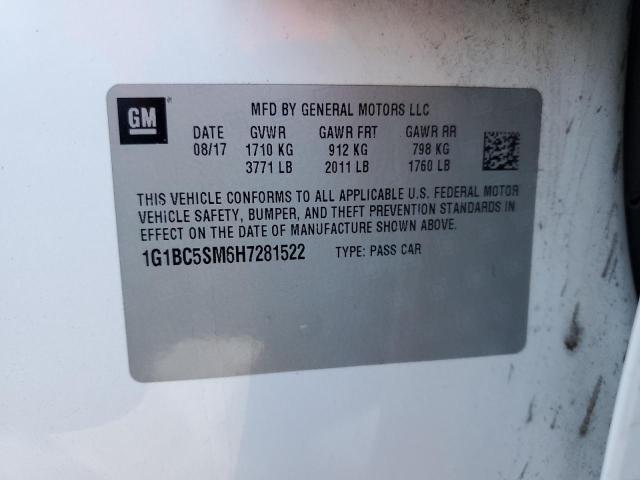 GM
MFD BY GENERAL MOTORS LLC
DATE GVWR GAWR FRT GAWR RR
08/17 1710 KG 912 KG 798 KG
3771 LB 2011 LB 1760 LB
THIS VEHICLE CONFORMS TO ALL APPLICABLE U.S. FEDERAL MOTOR
VEHICLE SAFETY, BUMPER, AND THEFT PREVENTION STANDARDS IN
EFFECT ON THE DATE OF MANUFACTURE SHOWN ABOVE.
1G1BC5SM6H7281522 TYPE: PASS CAR